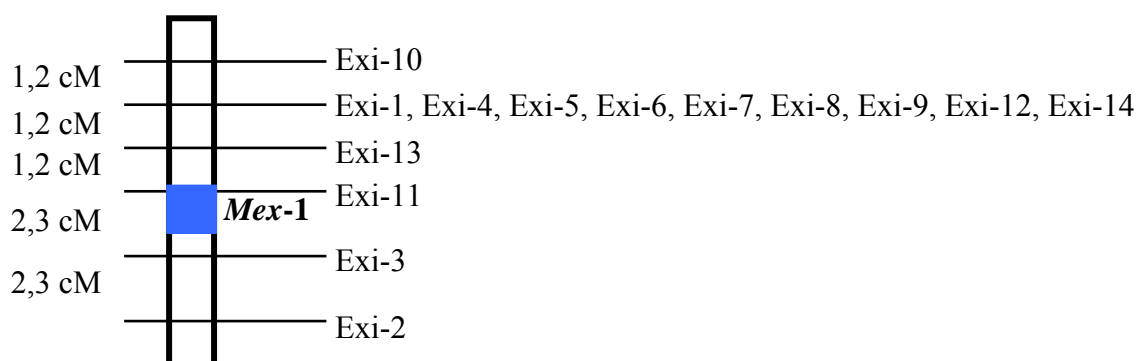 Exi-10
1,2 cM
Exi-1, Exi-4, Exi-5, Exi-6, Exi-7, Exi-8, Exi-9, Exi-12, Exi-14
1,2 cM
Exi-13
1,2 cM
Exi-11
Mex-1
2,3 cM
Exi-3
2,3 cM
Exi-2